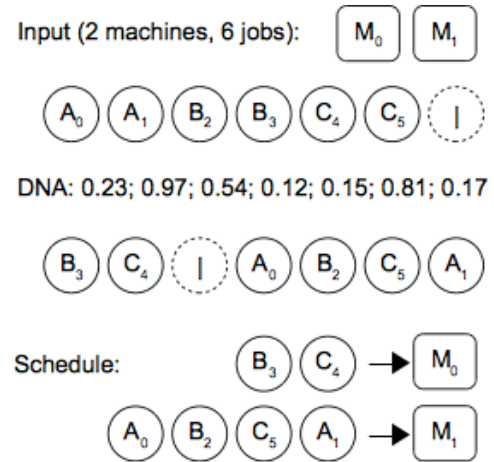 Input (2 machines, 6 jobs): M₀ M₁
A₀ A₁ B₂ B₃ C₄ C₅ |
DNA: 0.23; 0.97; 0.54; 0.12; 0.15; 0.81; 0.17
B₃ C₄ | A₀ B₂ C₅ A₁
Schedule: B₃ C₄ → M₀
A₀ B₂ C₅ A₁ → M₁